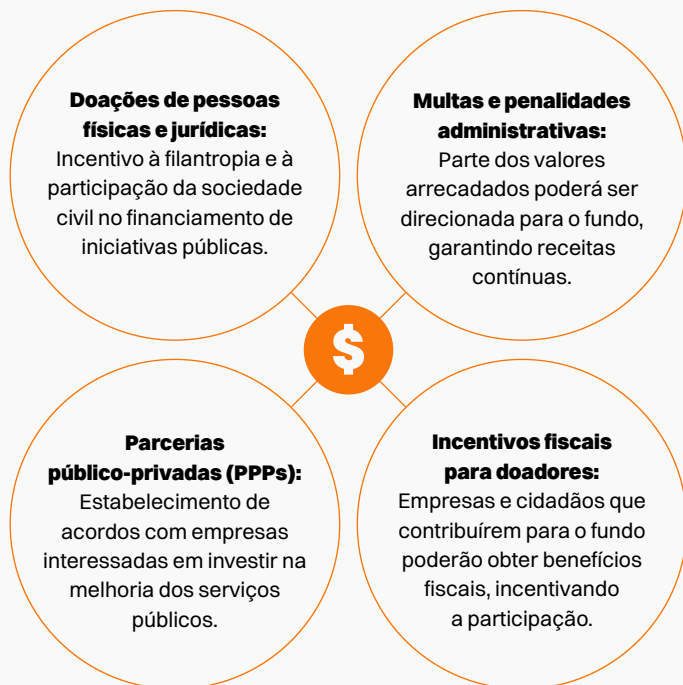 Doações de pessoas
físicas e jurídicas:
Incentivo à filantropia e à
participação da sociedade
civil no financiamento de
iniciativas públicas.
Multas e penalidades
administrativas:
Parte dos valores
arrecadados poderá ser
direcionada para o fundo,
garantindo receitas
contínuas.
$
Parcerias
público-privadas (PPPs):
Estabelecimento de
acordos com empresas
interessadas em investir na
melhoria dos serviços
públicos.
Incentivos fiscais
para doadores:
Empresas e cidadãos que
contribuírem para o fundo
poderão obter benefícios
fiscais, incentivando
a participação.